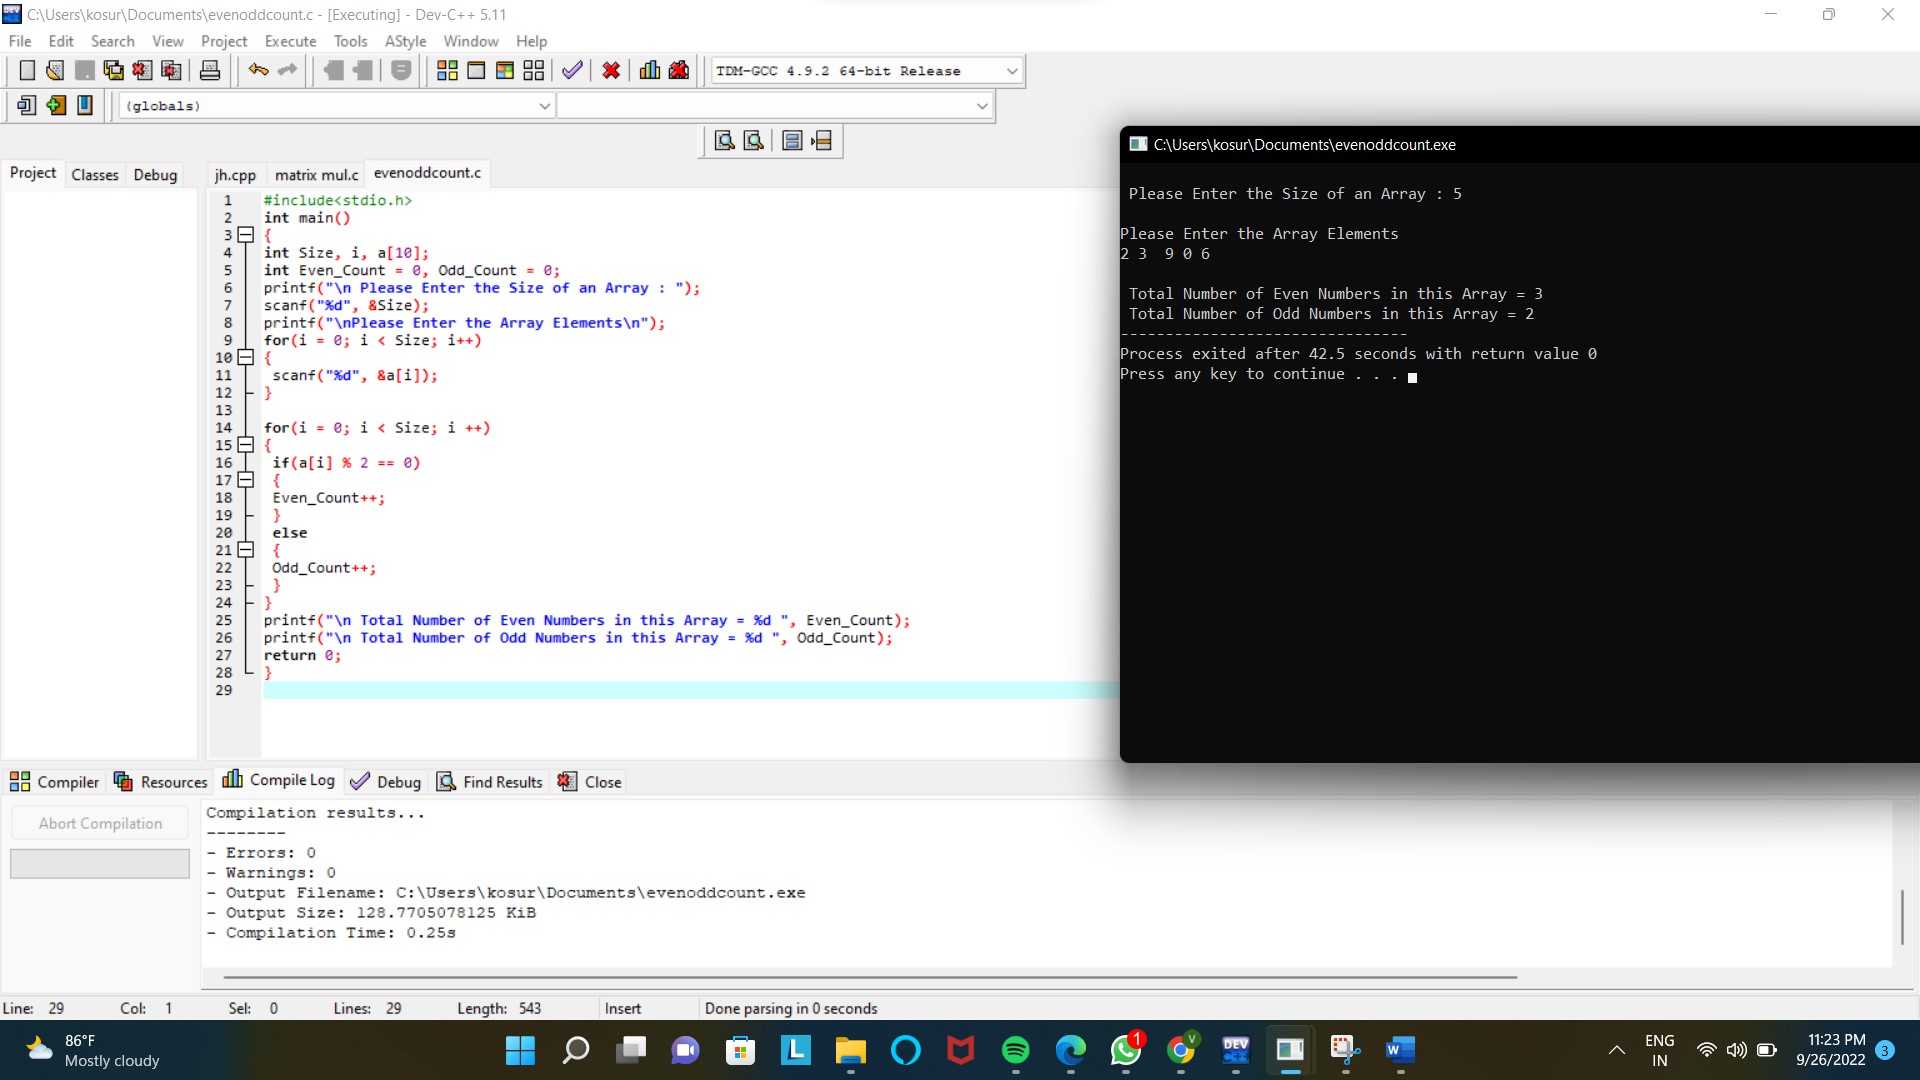 C:\Users\kosur\Documents\evenoddcount.c - [Executing] - Dev-C++ 5.11
File Edit Search View Project Execute Tools AStyle Window Help
TDM-GCC 4.9.2 64-bit Release
(globals)
Project Classes Debug
jh.cpp matrix mul.c evenoddcount.c
1 #include<stdio.h>
2 int main()
3 {
4 int Size, i, a[10];
5 int Even_Count = 0, Odd_Count = 0;
6 printf("\n Please Enter the Size of an Array : ");
7 scanf("%d", &Size);
8 printf("\nPlease Enter the Array Elements\n");
9 for(i = 0; i < Size; i++)
10 {
11 scanf("%d", &a[i]);
12 }
13
14 for(i = 0; i < Size; i ++)
15 {
16 if(a[i] % 2 == 0)
17 {
18 Even_Count++;
19 }
20 else
21 {
22 Odd_Count++;
23 }
24 }
25 printf("\n Total Number of Even Numbers in this Array = %d ", Even_Count);
26 printf("\n Total Number of Odd Numbers in this Array = %d ", Odd_Count);
27 return 0;
28 }
29
C:\Users\kosur\Documents\evenoddcount.exe
Please Enter the Size of an Array : 5
Please Enter the Array Elements
2 3  9 0 6
Total Number of Even Numbers in this Array = 3
Total Number of Odd Numbers in this Array = 2
--------------------------------
Process exited after 42.5 seconds with return value 0
Press any key to continue . . .
Compiler Resources Compile Log Debug Find Results Close
Abort Compilation
Compilation results...
--------
- Errors: 0
- Warnings: 0
- Output Filename: C:\Users\kosur\Documents\evenoddcount.exe
- Output Size: 128.7705078125 KiB
- Compilation Time: 0.25s
Line: 29 Col: 1 Sel: 0 Lines: 29 Length: 543 Insert Done parsing in 0 seconds
86°F
Mostly cloudy
L
1
V
DEV
C++
W
ENG
IN
11:23 PM
9/26/2022
3